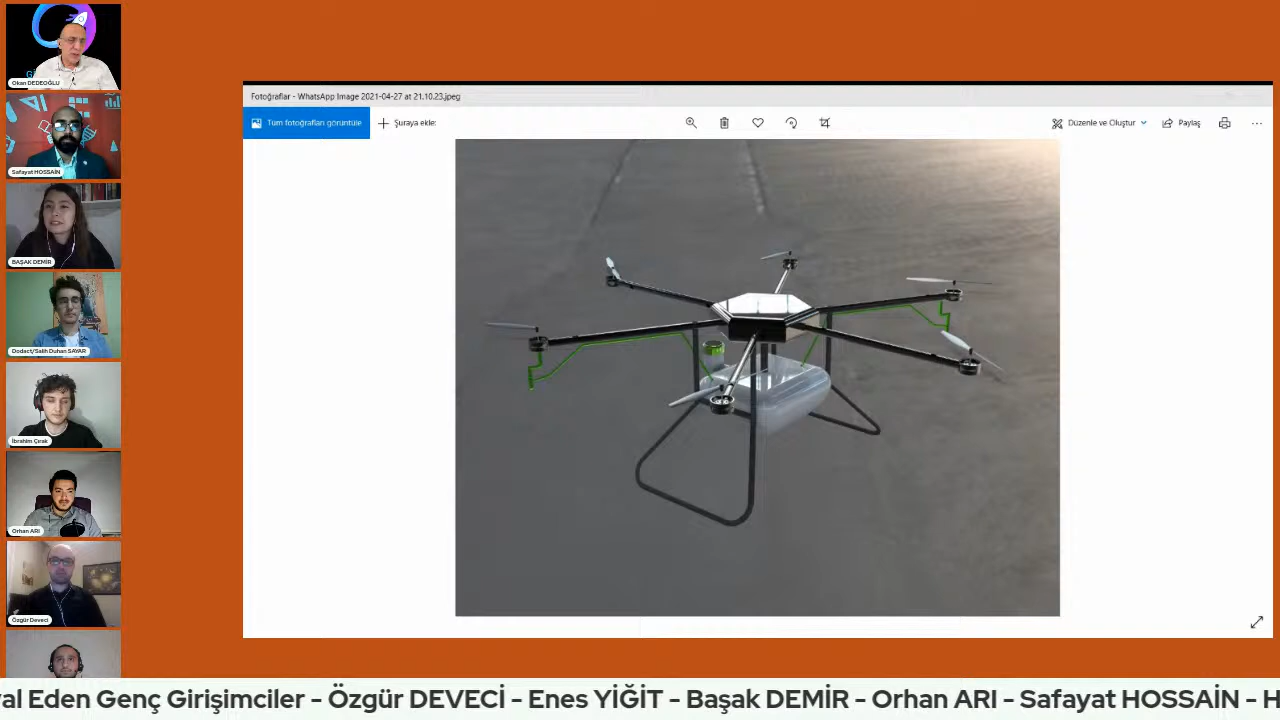 Okan DEDEOĞLU
Safayat HOSSAİN
BAŞAK DEMİR
Dodact/Salih Duhan SAYAR
İbrahim Çırak
Orhan ARI
Özgür Deveci
Fotoğraflar - WhatsApp Image 2021-04-27 at 21.10.23.jpeg
Tüm fotoğrafları görüntüle
Şuraya ekle:
Düzenle ve Oluştur
Paylaş
Eden Genç Girişimciler - Özgür DEVECİ - Enes YİĞİT - Başak DEMİR - Orhan ARI - Safayat HOSSAİN - H